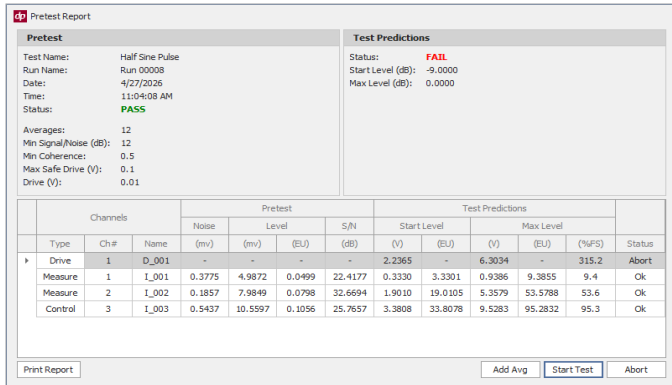 dp Pretest Report
Pretest
Test Name: Half Sine Pulse
Run Name: Run 00008
Date: 4/27/2026
Time: 11:04:08 AM
Status: PASS
Averages: 12
Min Signal/Noise (dB): 12
Min Coherence: 0.5
Max Safe Drive (V): 0.1
Drive (V): 0.01
Test Predictions
Status: FAIL
Start Level (dB): -9.0000
Max Level (dB): 0.0000
Channels Pretest Test Predictions
Noise Level S/N Start Level Max Level
Type Ch# Name (mv) (mv) (EU) (dB) (V) (EU) (V) (EU) (%FS) Status
Drive 1 D_001 - - - - 2.2365 - 6.3034 - 315.2 Abort
Measure 1 I_001 0.3775 4.9872 0.0499 22.4177 0.3330 3.3301 0.9386 9.3855 9.4 Ok
Measure 2 I_002 0.1857 7.9849 0.0798 32.6694 1.9010 19.0105 5.3579 53.5788 53.6 Ok
Control 3 I_003 0.5437 10.5597 0.1056 25.7657 3.3808 33.8078 9.5283 95.2832 95.3 Ok
Print Report Add Avg Start Test Abort